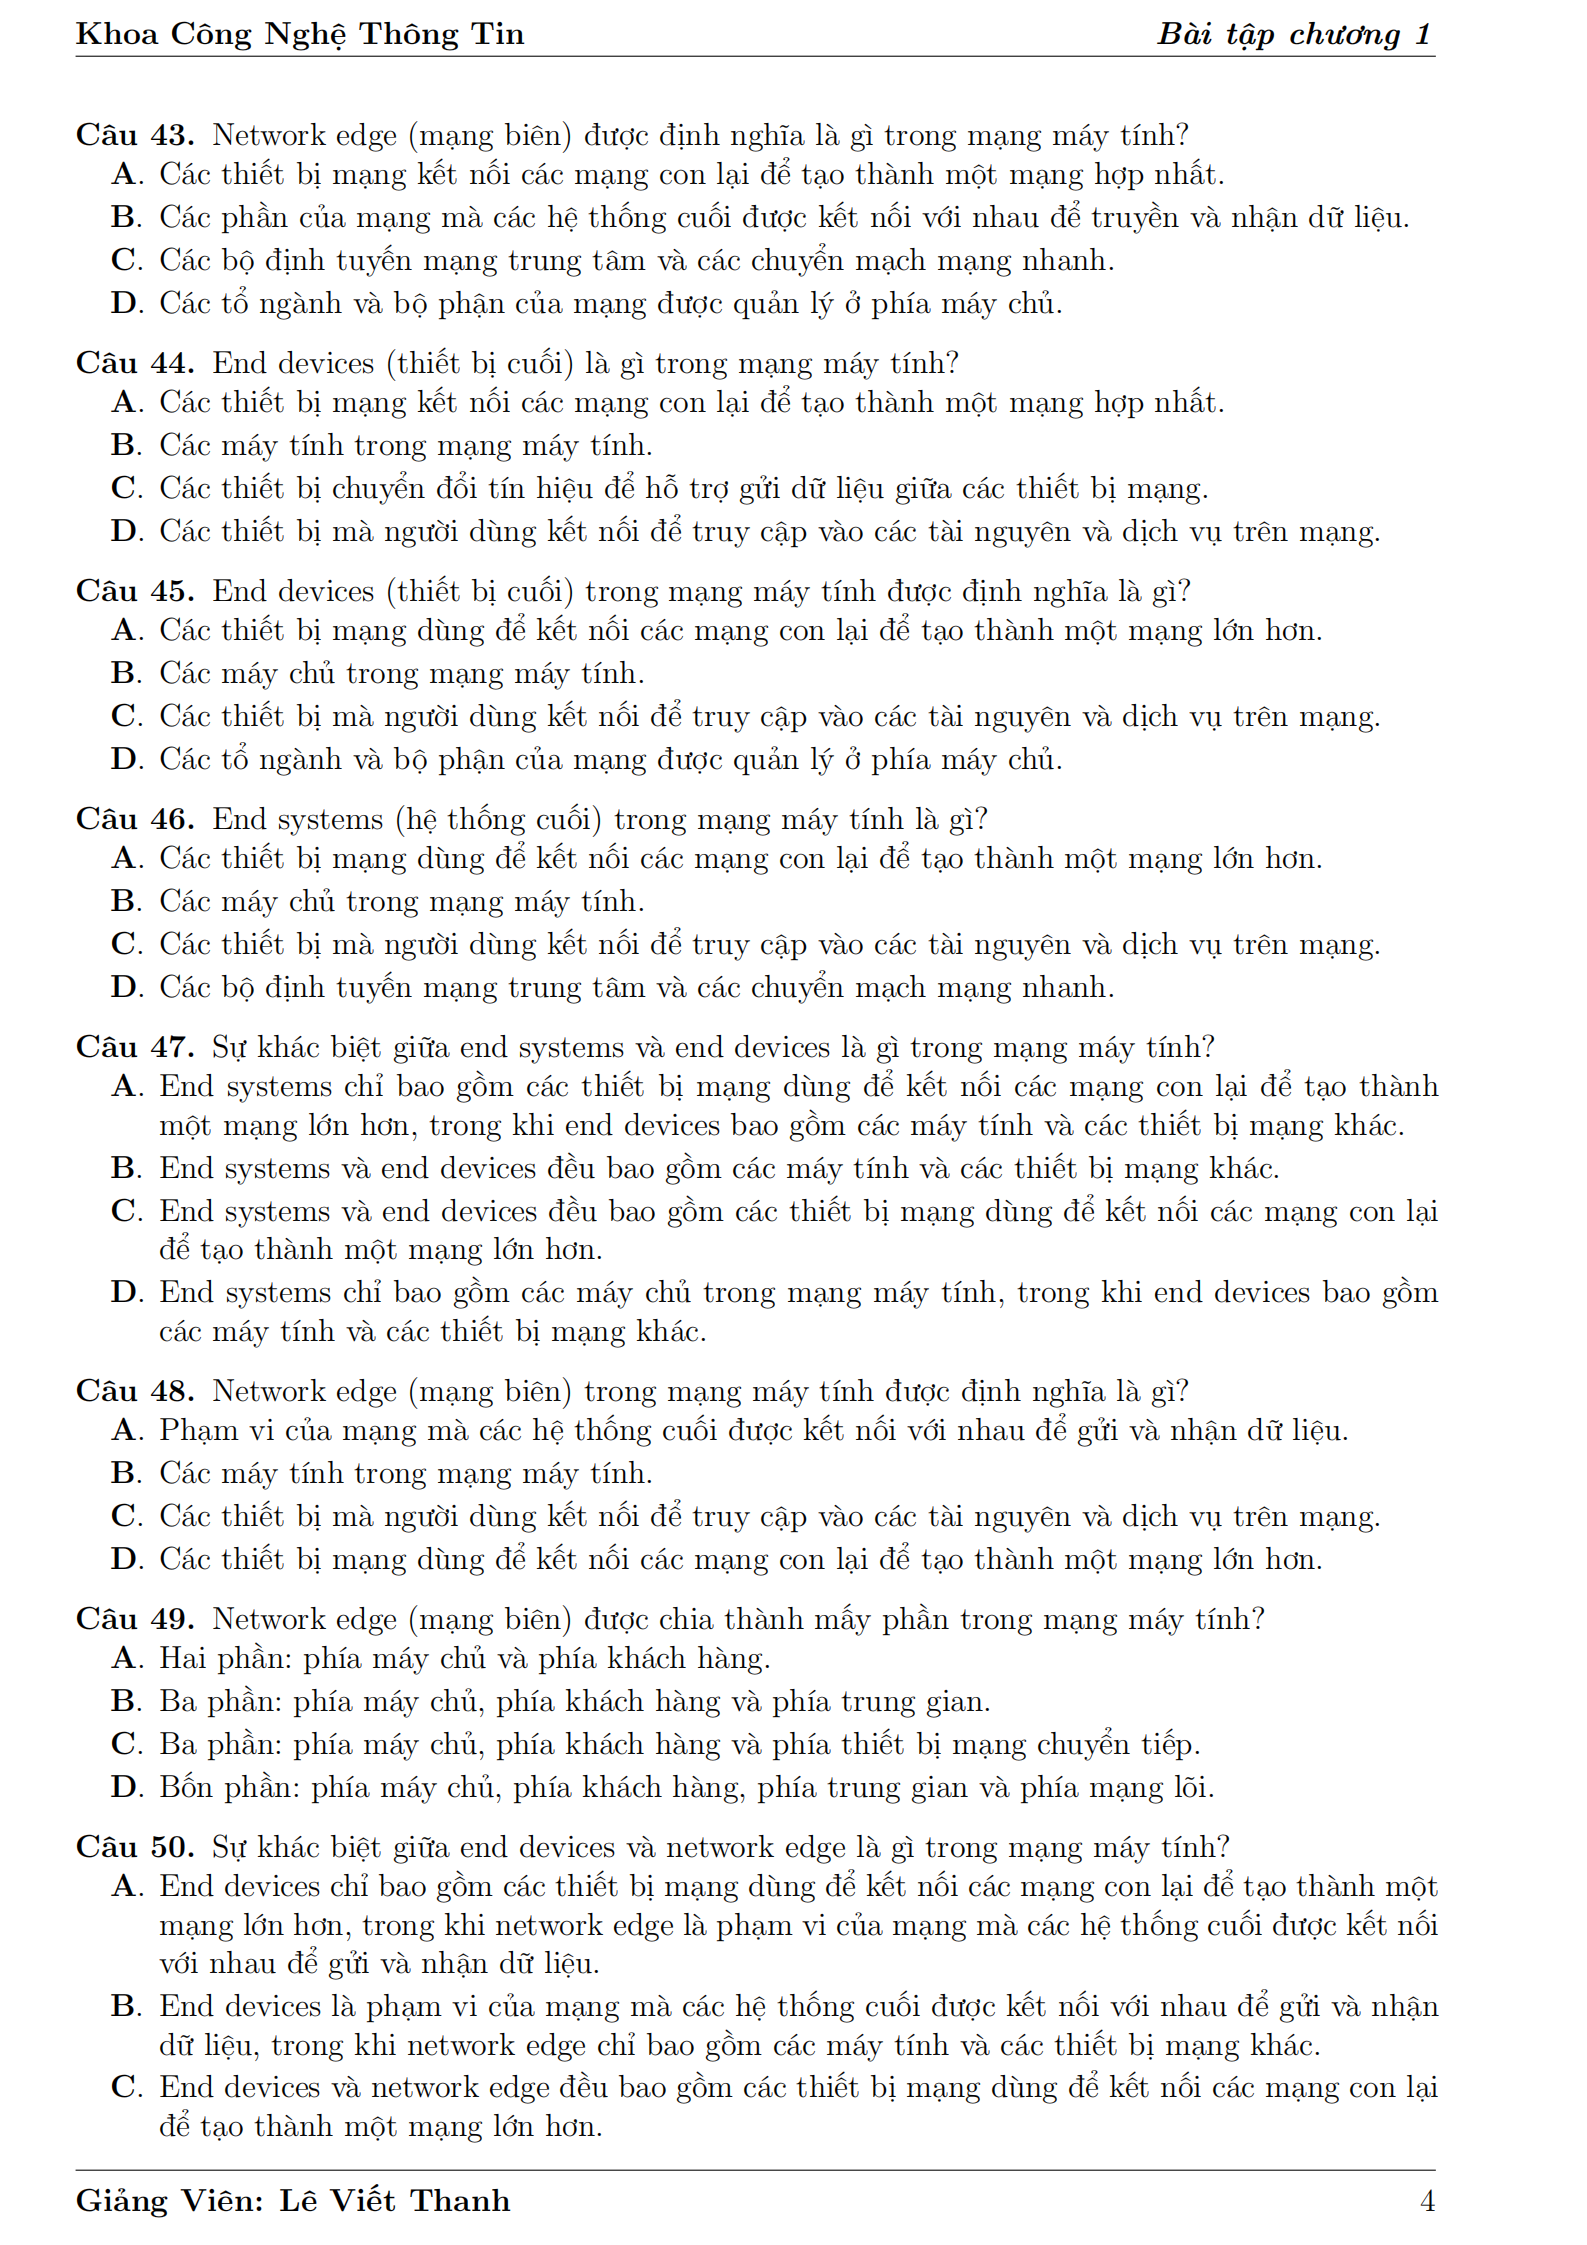 Khoa Công Nghệ Thông Tin
Bài tập chương 1
Câu 43. Network edge (mạng biên) được định nghĩa là gì trong mạng máy tính?
A. Các thiết bị mạng kết nối các mạng con lại để tạo thành một mạng hợp nhất.
B. Các phần của mạng mà các hệ thống cuối được kết nối với nhau để truyền và nhận dữ liệu.
C. Các bộ định tuyến mạng trung tâm và các chuyển mạch mạng nhanh.
D. Các tổ ngành và bộ phận của mạng được quản lý ở phía máy chủ.
Câu 44. End devices (thiết bị cuối) là gì trong mạng máy tính?
A. Các thiết bị mạng kết nối các mạng con lại để tạo thành một mạng hợp nhất.
B. Các máy tính trong mạng máy tính.
C. Các thiết bị chuyển đổi tín hiệu để hỗ trợ gửi dữ liệu giữa các thiết bị mạng.
D. Các thiết bị mà người dùng kết nối để truy cập vào các tài nguyên và dịch vụ trên mạng.
Câu 45. End devices (thiết bị cuối) trong mạng máy tính được định nghĩa là gì?
A. Các thiết bị mạng dùng để kết nối các mạng con lại để tạo thành một mạng lớn hơn.
B. Các máy chủ trong mạng máy tính.
C. Các thiết bị mà người dùng kết nối để truy cập vào các tài nguyên và dịch vụ trên mạng.
D. Các tổ ngành và bộ phận của mạng được quản lý ở phía máy chủ.
Câu 46. End systems (hệ thống cuối) trong mạng máy tính là gì?
A. Các thiết bị mạng dùng để kết nối các mạng con lại để tạo thành một mạng lớn hơn.
B. Các máy chủ trong mạng máy tính.
C. Các thiết bị mà người dùng kết nối để truy cập vào các tài nguyên và dịch vụ trên mạng.
D. Các bộ định tuyến mạng trung tâm và các chuyển mạch mạng nhanh.
Câu 47. Sự khác biệt giữa end systems và end devices là gì trong mạng máy tính?
A. End systems chỉ bao gồm các thiết bị mạng dùng để kết nối các mạng con lại để tạo thành
một mạng lớn hơn, trong khi end devices bao gồm các máy tính và các thiết bị mạng khác.
B. End systems và end devices đều bao gồm các máy tính và các thiết bị mạng khác.
C. End systems và end devices đều bao gồm các thiết bị mạng dùng để kết nối các mạng con lại
để tạo thành một mạng lớn hơn.
D. End systems chỉ bao gồm các máy chủ trong mạng máy tính, trong khi end devices bao gồm
các máy tính và các thiết bị mạng khác.
Câu 48. Network edge (mạng biên) trong mạng máy tính được định nghĩa là gì?
A. Phạm vi của mạng mà các hệ thống cuối được kết nối với nhau để gửi và nhận dữ liệu.
B. Các máy tính trong mạng máy tính.
C. Các thiết bị mà người dùng kết nối để truy cập vào các tài nguyên và dịch vụ trên mạng.
D. Các thiết bị mạng dùng để kết nối các mạng con lại để tạo thành một mạng lớn hơn.
Câu 49. Network edge (mạng biên) được chia thành mấy phần trong mạng máy tính?
A. Hai phần: phía máy chủ và phía khách hàng.
B. Ba phần: phía máy chủ, phía khách hàng và phía trung gian.
C. Ba phần: phía máy chủ, phía khách hàng và phía thiết bị mạng chuyển tiếp.
D. Bốn phần: phía máy chủ, phía khách hàng, phía trung gian và phía mạng lõi.
Câu 50. Sự khác biệt giữa end devices và network edge là gì trong mạng máy tính?
A. End devices chỉ bao gồm các thiết bị mạng dùng để kết nối các mạng con lại để tạo thành một
mạng lớn hơn, trong khi network edge là phạm vi của mạng mà các hệ thống cuối được kết nối
với nhau để gửi và nhận dữ liệu.
B. End devices là phạm vi của mạng mà các hệ thống cuối được kết nối với nhau để gửi và nhận
dữ liệu, trong khi network edge chỉ bao gồm các máy tính và các thiết bị mạng khác.
C. End devices và network edge đều bao gồm các thiết bị mạng dùng để kết nối các mạng con lại
để tạo thành một mạng lớn hơn.
Giảng Viên: Lê Viết Thanh
4